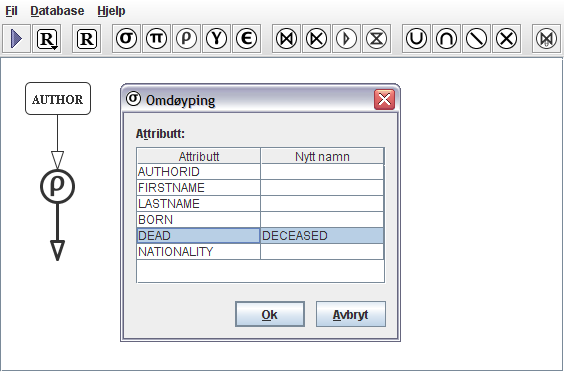 Fil Database Hjelp
R R σ π ρ γ ε ⋈ ⋉ ∪ ∩ \ ×
AUTHOR
ρ
σ Omdøyping
Attributt:
Attributt Nytt namn
AUTHORID
FIRSTNAME
LASTNAME
BORN
DEAD DECEASED
NATIONALITY
Ok Avbryt